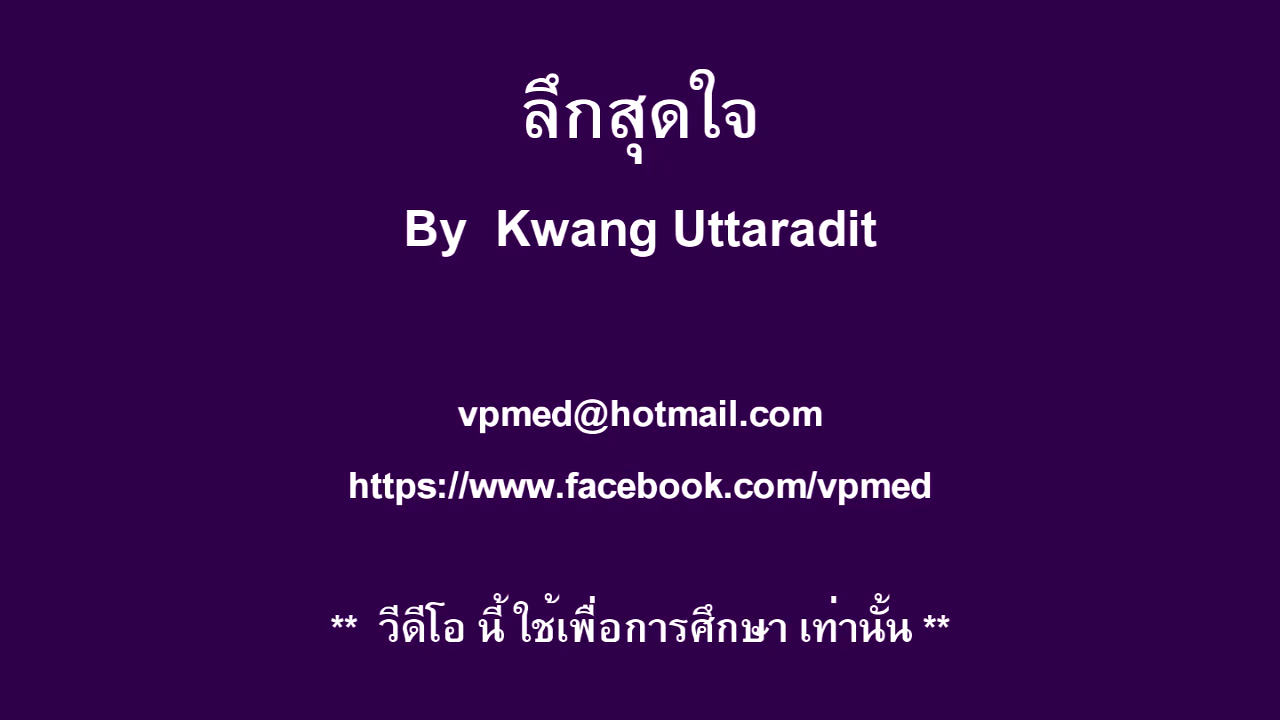 ลึกสุดใจ
By  Kwang Uttaradit
vpmed@hotmail.com
https://www.facebook.com/vpmed
**  วีดีโอ นี้ ใช้เพื่อการศึกษา เท่านั้น **